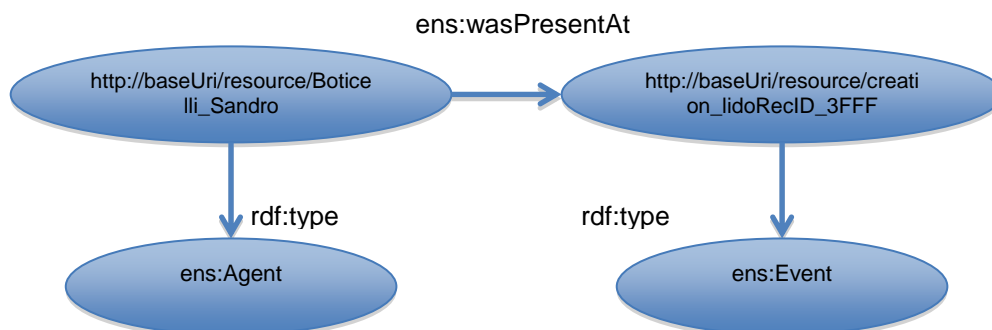 ens:wasPresentAt
http://baseUri/resource/Botice
lli_Sandro
http://baseUri/resource/creati
on_lidoRecID_3FFF
rdf:type
rdf:type
ens:Agent
ens:Event